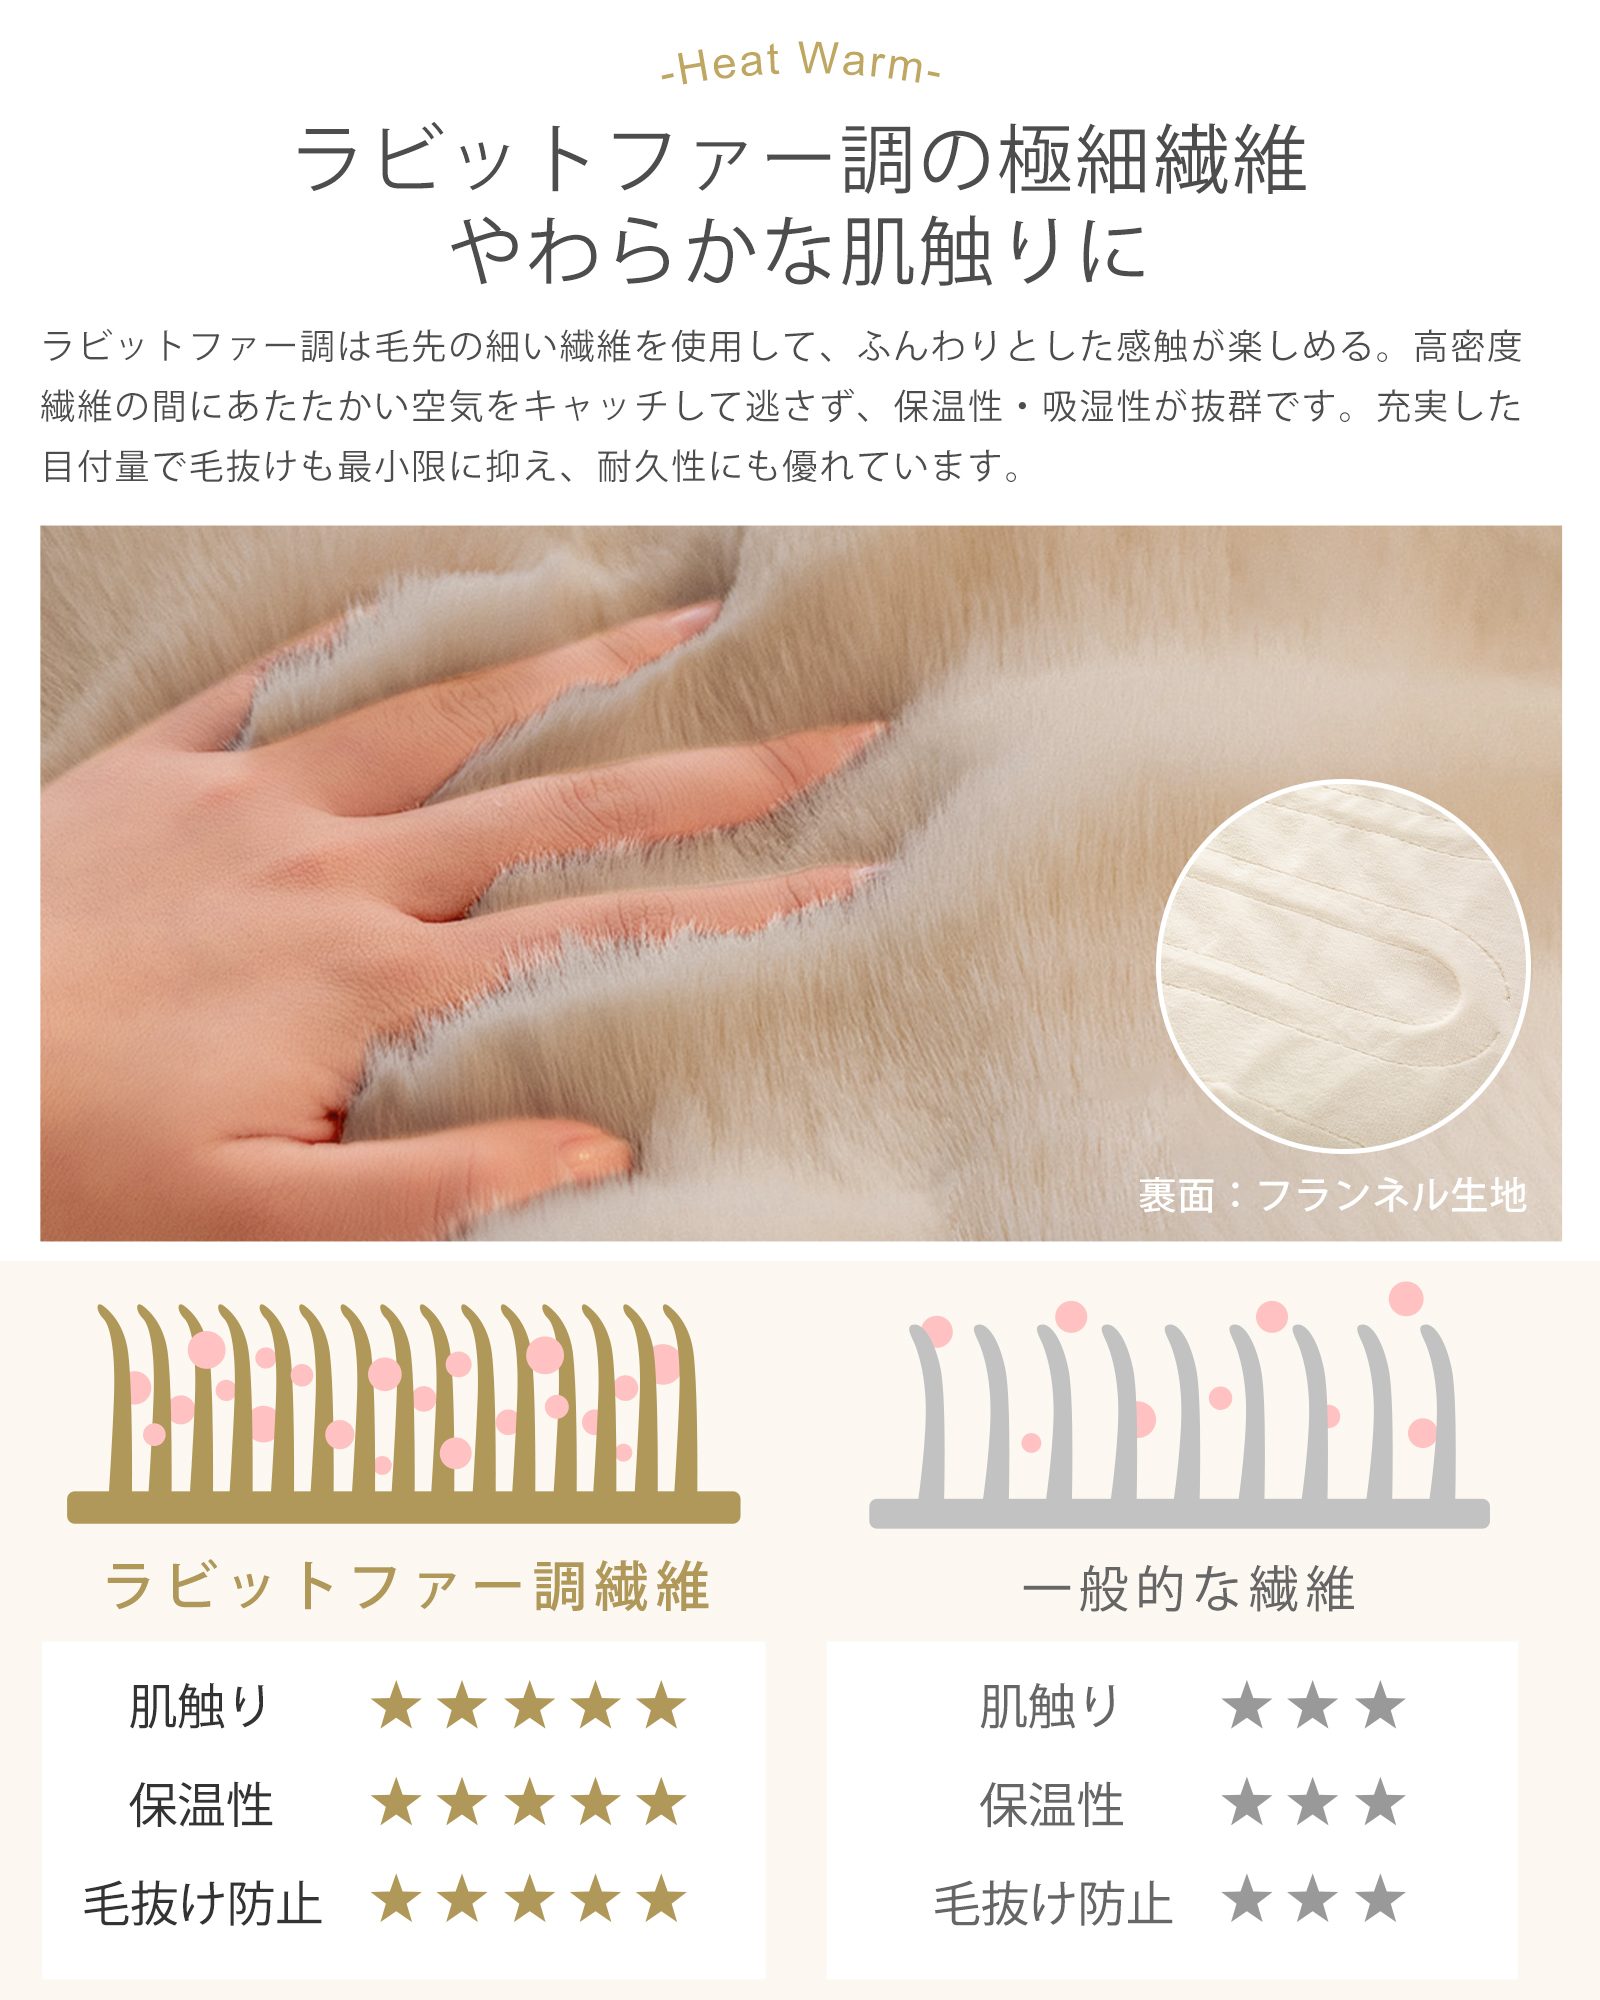 -Heat Warm-
ラビットファー調の極細繊維
やわらかな肌触りに
ラビットファー調は毛先の細い繊維を使用して、ふんわりとした感触が楽しめる。高密度
繊維の間にあたたかい空気をキャッチして逃さず、保温性・吸湿性が抜群です。充実した
目付量で毛抜けも最小限に抑え、耐久性にも優れています。
裏面：フランネル生地
ラビットファー調繊維
一般的な繊維
肌触り ★★★★★
保温性 ★★★★★
毛抜け防止 ★★★★★
肌触り ★★★
保温性 ★★★
毛抜け防止 ★★★